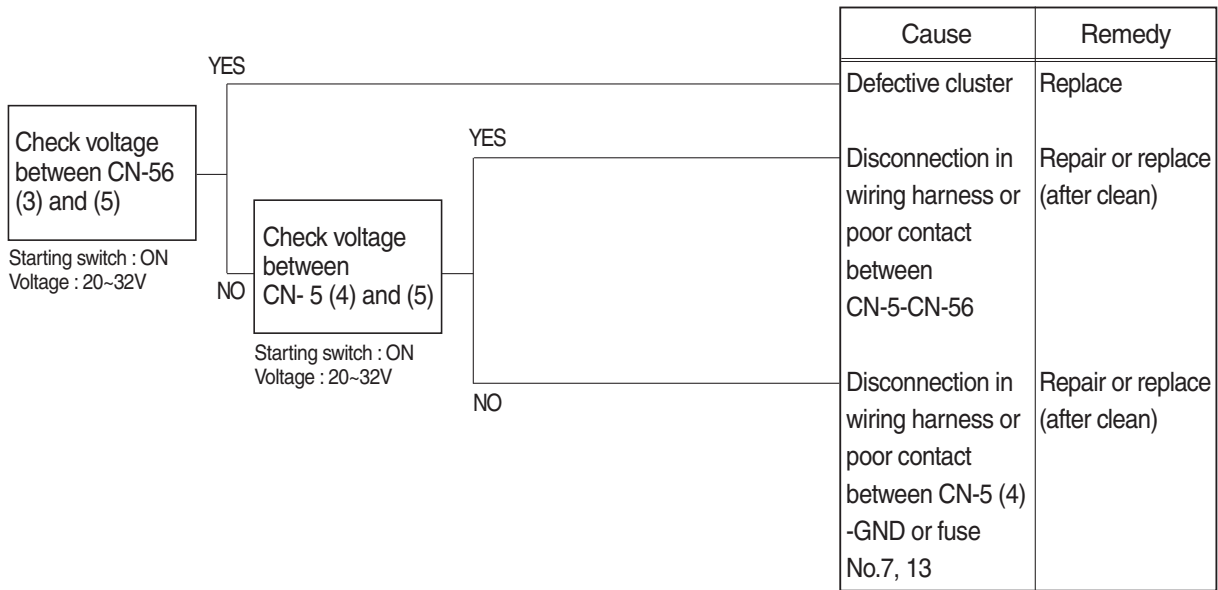 Cause
Remedy
YES
Defective cluster
Replace
Check voltage
between CN-56
(3) and (5)
Starting switch : ON
Voltage : 20~32V
YES
Disconnection in
wiring harness or
poor contact
between
CN-5-CN-56
Repair or replace
(after clean)
NO
Check voltage
between
CN- 5 (4) and (5)
Starting switch : ON
Voltage : 20~32V
NO
Disconnection in
wiring harness or
poor contact
between CN-5 (4)
-GND or fuse
No.7, 13
Repair or replace
(after clean)